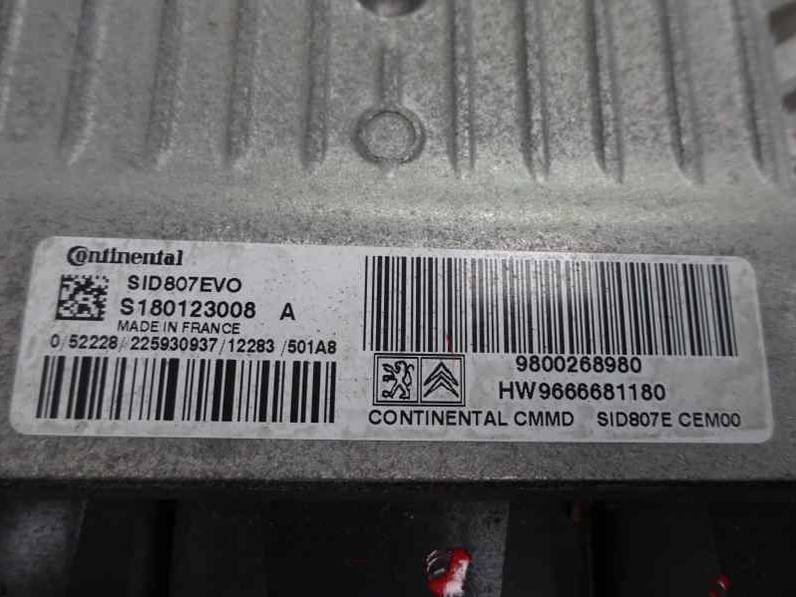 Continental
SID807EVO
S180123008 A
MADE IN FRANCE
0/52228/225930937/12283/501A8
9800268980
HW9666681180
CONTINENTAL CMMD SID807E CEM00